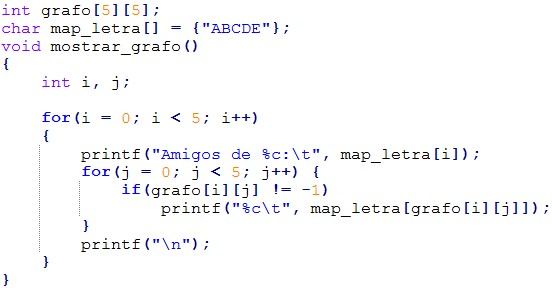 int grafo[5][5];
char map_letra[] = {"ABCDE"};
void mostrar_grafo()
{
    int i, j;

    for(i = 0; i < 5; i++)
    {
        printf("Amigos de %c:\t", map_letra[i]);
        for(j = 0; j < 5; j++) {
            if(grafo[i][j] != -1)
                printf("%c\t", map_letra[grafo[i][j]]);
        }
        printf("\n");
    }
}